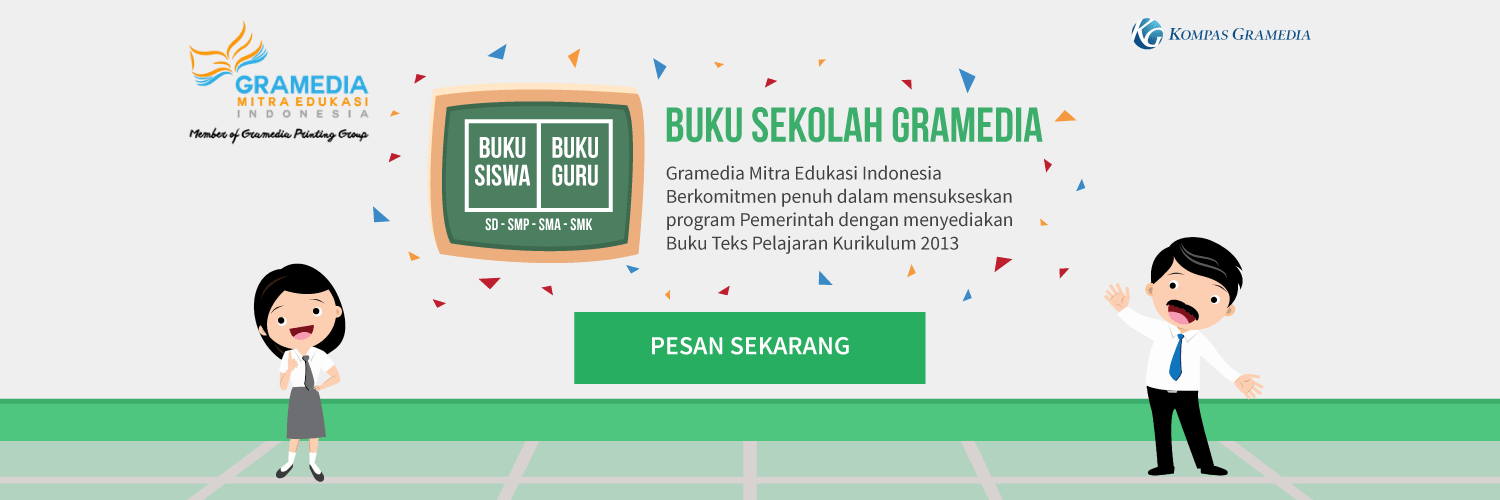 GRAMEDIA
MITRA EDUKASI
INDONESIA
Member of Gramedia Printing Group
KG KOMPAS GRAMEDIA
BUKU SISWA
BUKU GURU
SD - SMP - SMA - SMK
BUKU SEKOLAH GRAMEDIA
Gramedia Mitra Edukasi Indonesia
Berkomitmen penuh dalam mensukseskan
program Pemerintah dengan menyediakan
Buku Teks Pelajaran Kurikulum 2013
PESAN SEKARANG